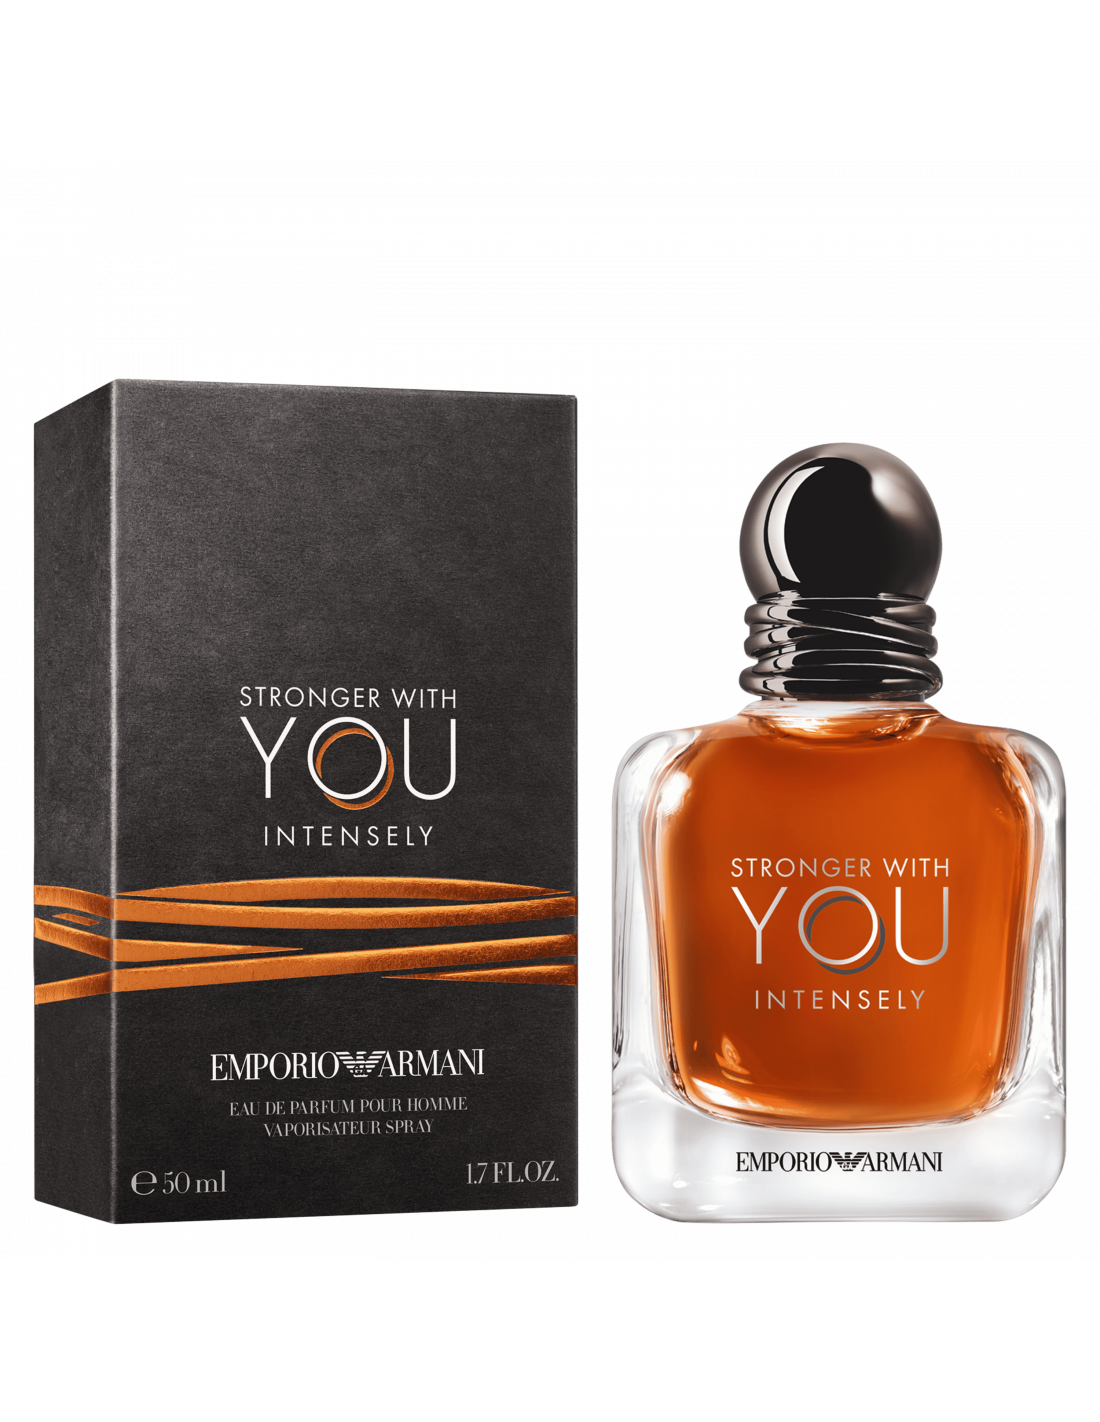 STRONGER WITH
YOU
INTENSELY
EMPORIO ARMANI
EAU DE PARFUM POUR HOMME
VAPORISATEUR SPRAY
℮ 50 ml 1.7 FL.OZ.
STRONGER WITH
YOU
INTENSELY
EMPORIO ARMANI